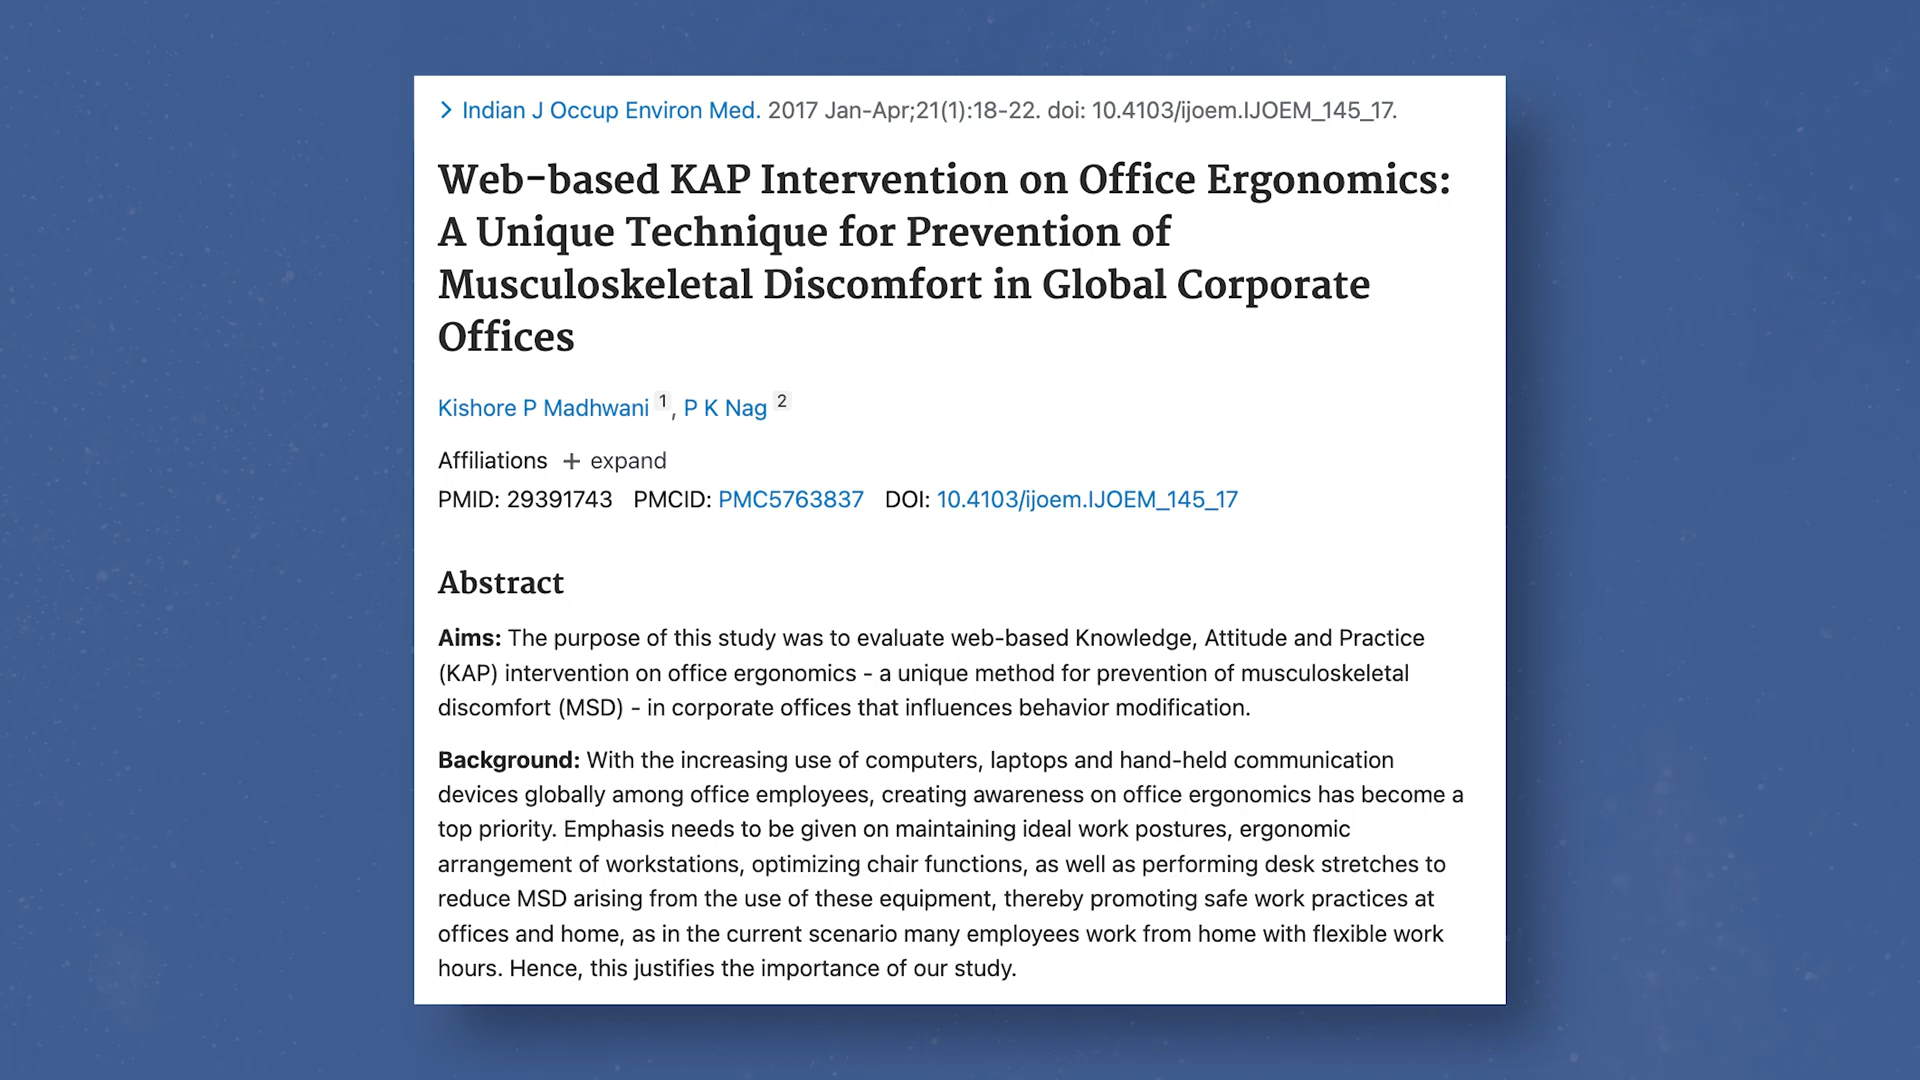 Indian J Occup Environ Med. 2017 Jan-Apr;21(1):18-22. doi: 10.4103/ijoem.IJOEM_145_17.
Web-based KAP Intervention on Office Ergonomics:
A Unique Technique for Prevention of
Musculoskeletal Discomfort in Global Corporate
Offices
Kishore P Madhwani 1, P K Nag 2
Affiliations + expand
PMID: 29391743 PMCID: PMC5763837 DOI: 10.4103/ijoem.IJOEM_145_17
Abstract
Aims: The purpose of this study was to evaluate web-based Knowledge, Attitude and Practice
(KAP) intervention on office ergonomics - a unique method for prevention of musculoskeletal
discomfort (MSD) - in corporate offices that influences behavior modification.
Background: With the increasing use of computers, laptops and hand-held communication
devices globally among office employees, creating awareness on office ergonomics has become a
top priority. Emphasis needs to be given on maintaining ideal work postures, ergonomic
arrangement of workstations, optimizing chair functions, as well as performing desk stretches to
reduce MSD arising from the use of these equipment, thereby promoting safe work practices at
offices and home, as in the current scenario many employees work from home with flexible work
hours. Hence, this justifies the importance of our study.